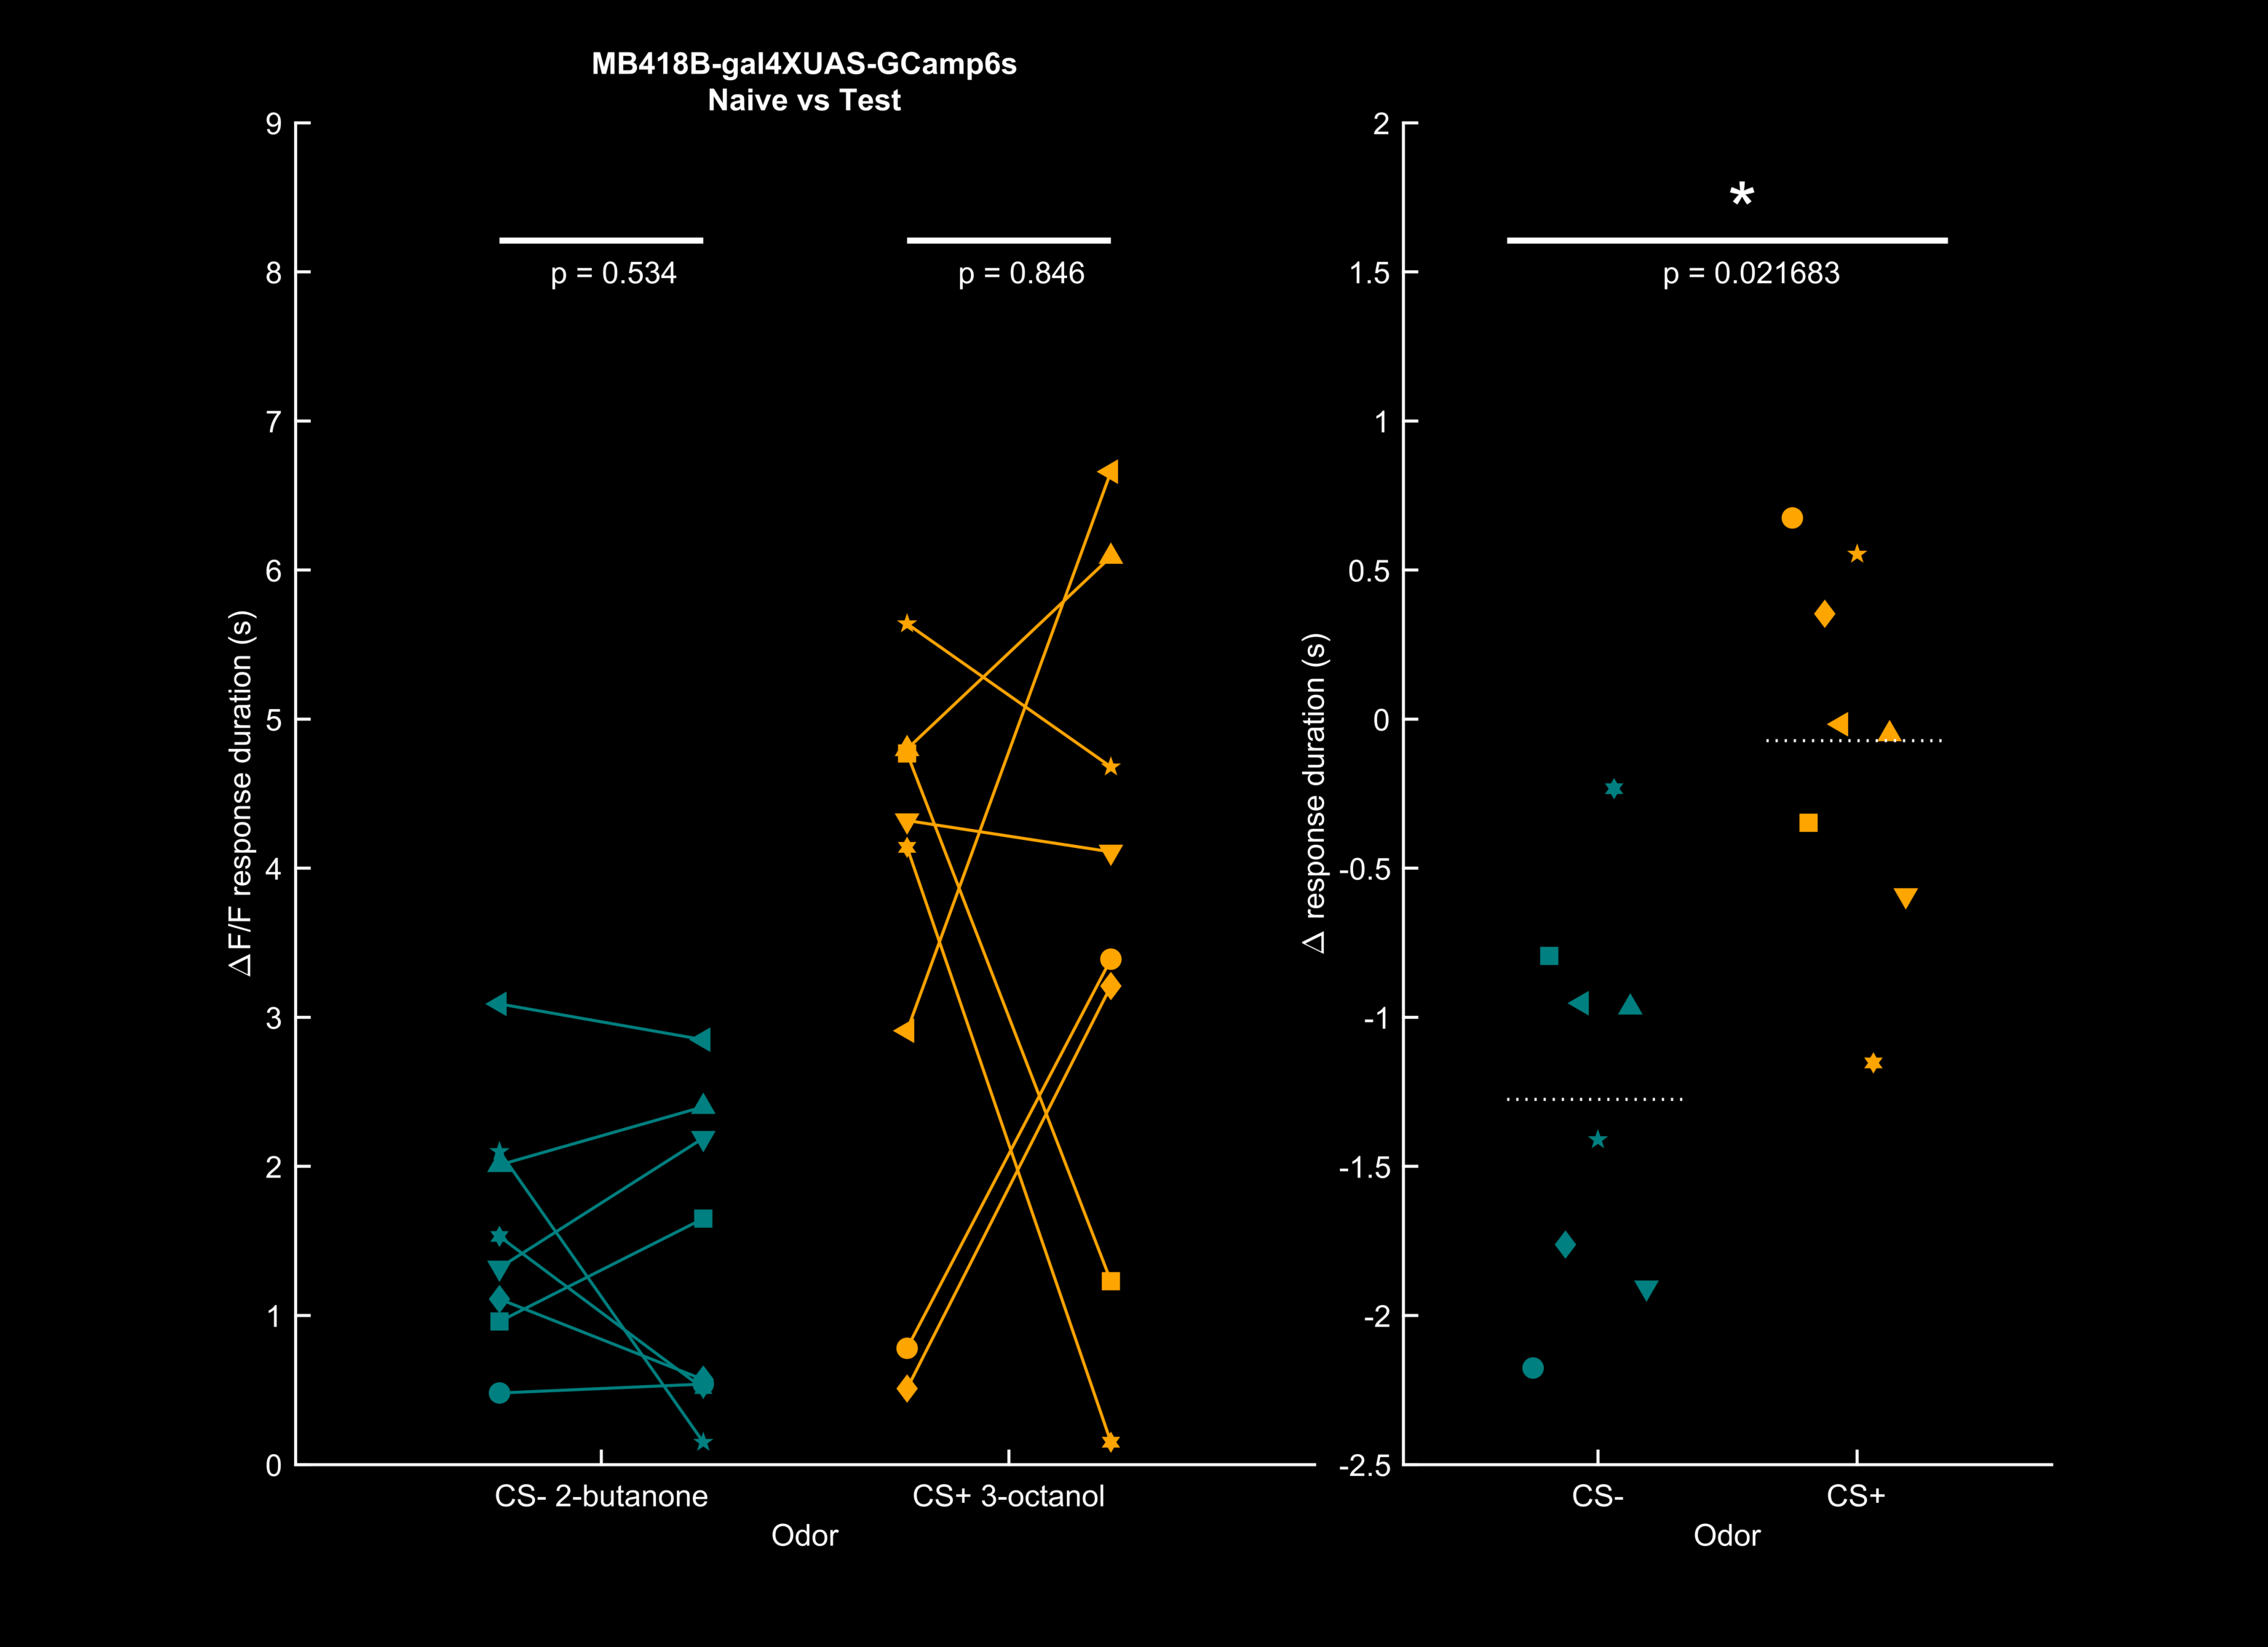 MB418B-gal4XUAS-GCamp6s
Naive vs Test
9
8
7
6
5
4
3
2
1
0
ΔF/F response duration (s)
p = 0.534
p = 0.846
CS- 2-butanone
CS+ 3-octanol
Odor
2
1.5
1
0.5
0
-0.5
-1
-1.5
-2
-2.5
Δ response duration (s)
*
p = 0.021683
CS-
CS+
Odor